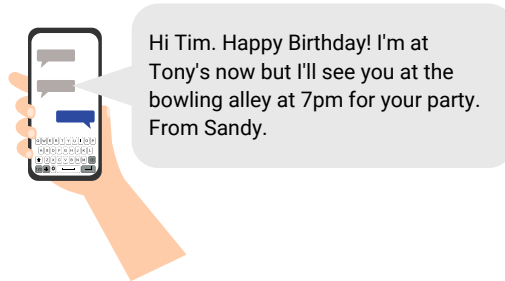 Hi Tim. Happy Birthday! I'm at
Tony's now but I'll see you at the
bowling alley at 7pm for your party.
From Sandy.